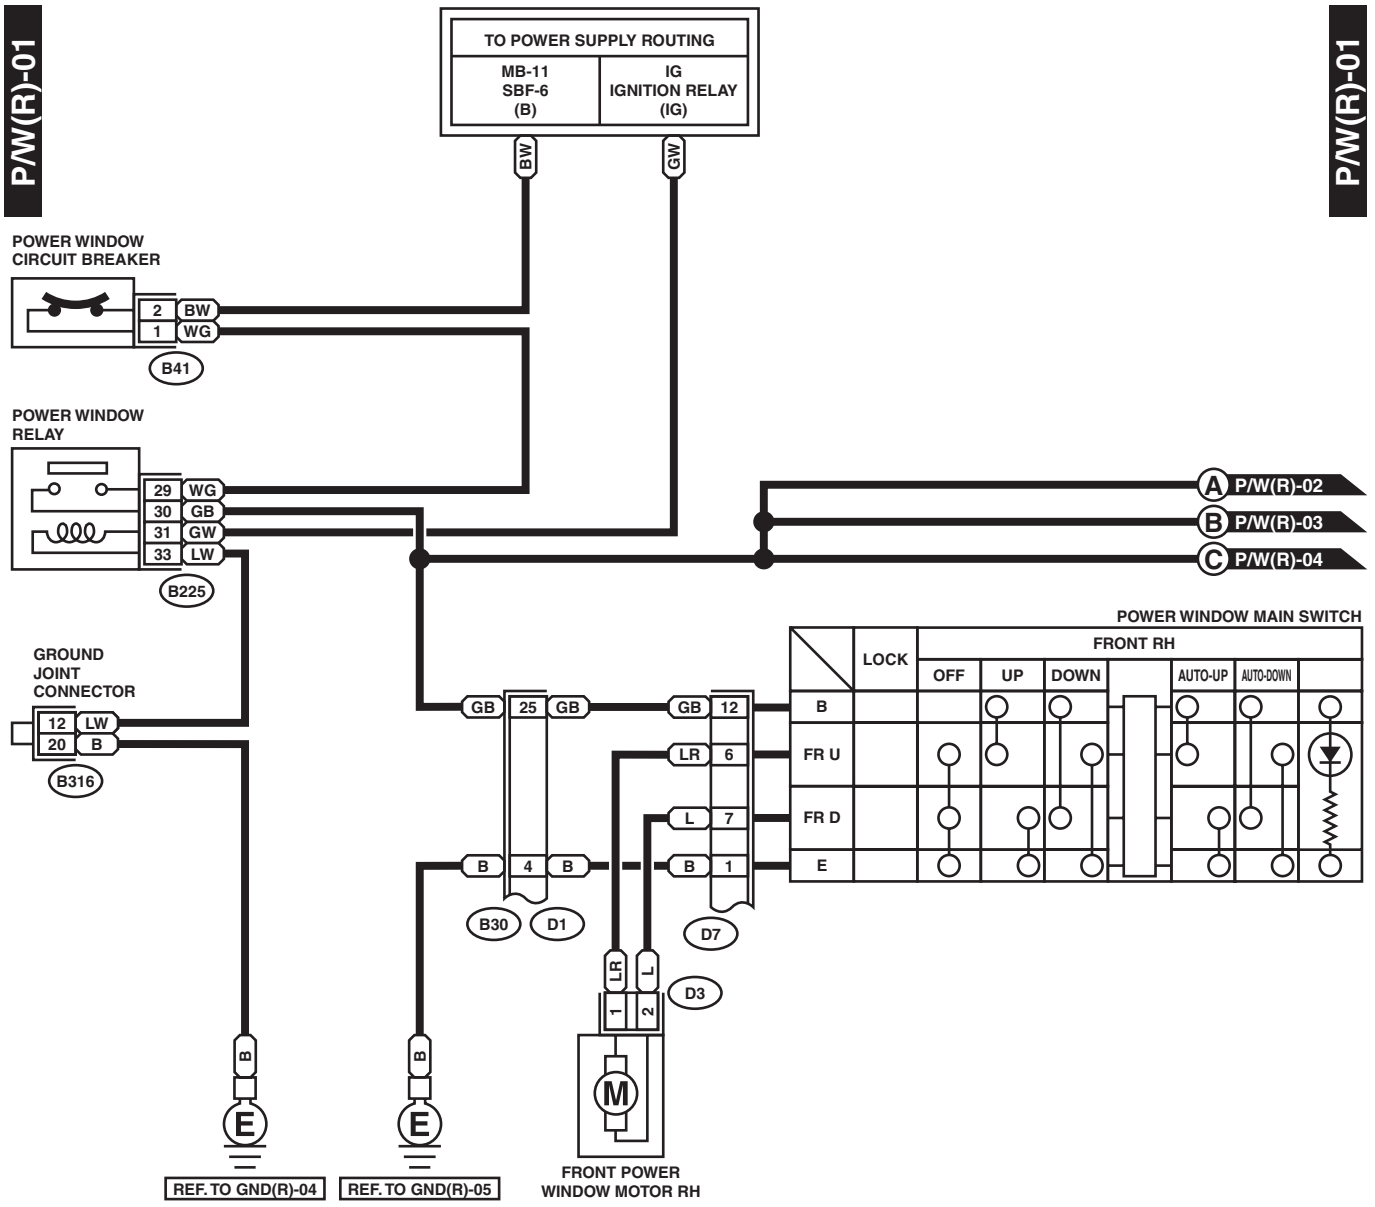 P/W(R)-01
P/W(R)-01
TO POWER SUPPLY ROUTING
MB-11
SBF-6
(B)
IG
IGNITION RELAY
(IG)
BW
GW
POWER WINDOW
CIRCUIT BREAKER
2 BW
1 WG
B41
POWER WINDOW
RELAY
29 WG
30 GB
31 GW
33 LW
B225
A P/W(R)-02
B P/W(R)-03
C P/W(R)-04
GROUND
JOINT
CONNECTOR
12 LW
20 B
B316
POWER WINDOW MAIN SWITCH
LOCK
FRONT RH
OFF UP DOWN AUTO-UP AUTO-DOWN
GB 25 GB GB 12 B
LR 6 FR U
L 7 FR D
B 4 B B 1 E
B30 D1 D7
LR L
D3
1 2
M
B
B
E
E
REF. TO GND(R)-04
REF. TO GND(R)-05
FRONT POWER
WINDOW MOTOR RH